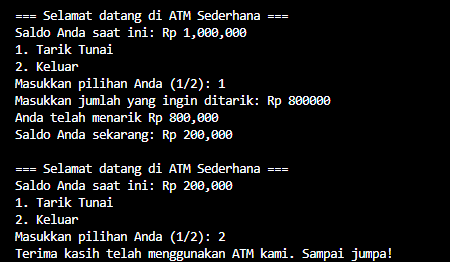 === Selamat datang di ATM Sederhana ===
Saldo Anda saat ini: Rp 1,000,000
1. Tarik Tunai
2. Keluar
Masukkan pilihan Anda (1/2): 1
Masukkan jumlah yang ingin ditarik: Rp 800000
Anda telah menarik Rp 800,000
Saldo Anda sekarang: Rp 200,000

=== Selamat datang di ATM Sederhana ===
Saldo Anda saat ini: Rp 200,000
1. Tarik Tunai
2. Keluar
Masukkan pilihan Anda (1/2): 2
Terima kasih telah menggunakan ATM kami. Sampai jumpa!